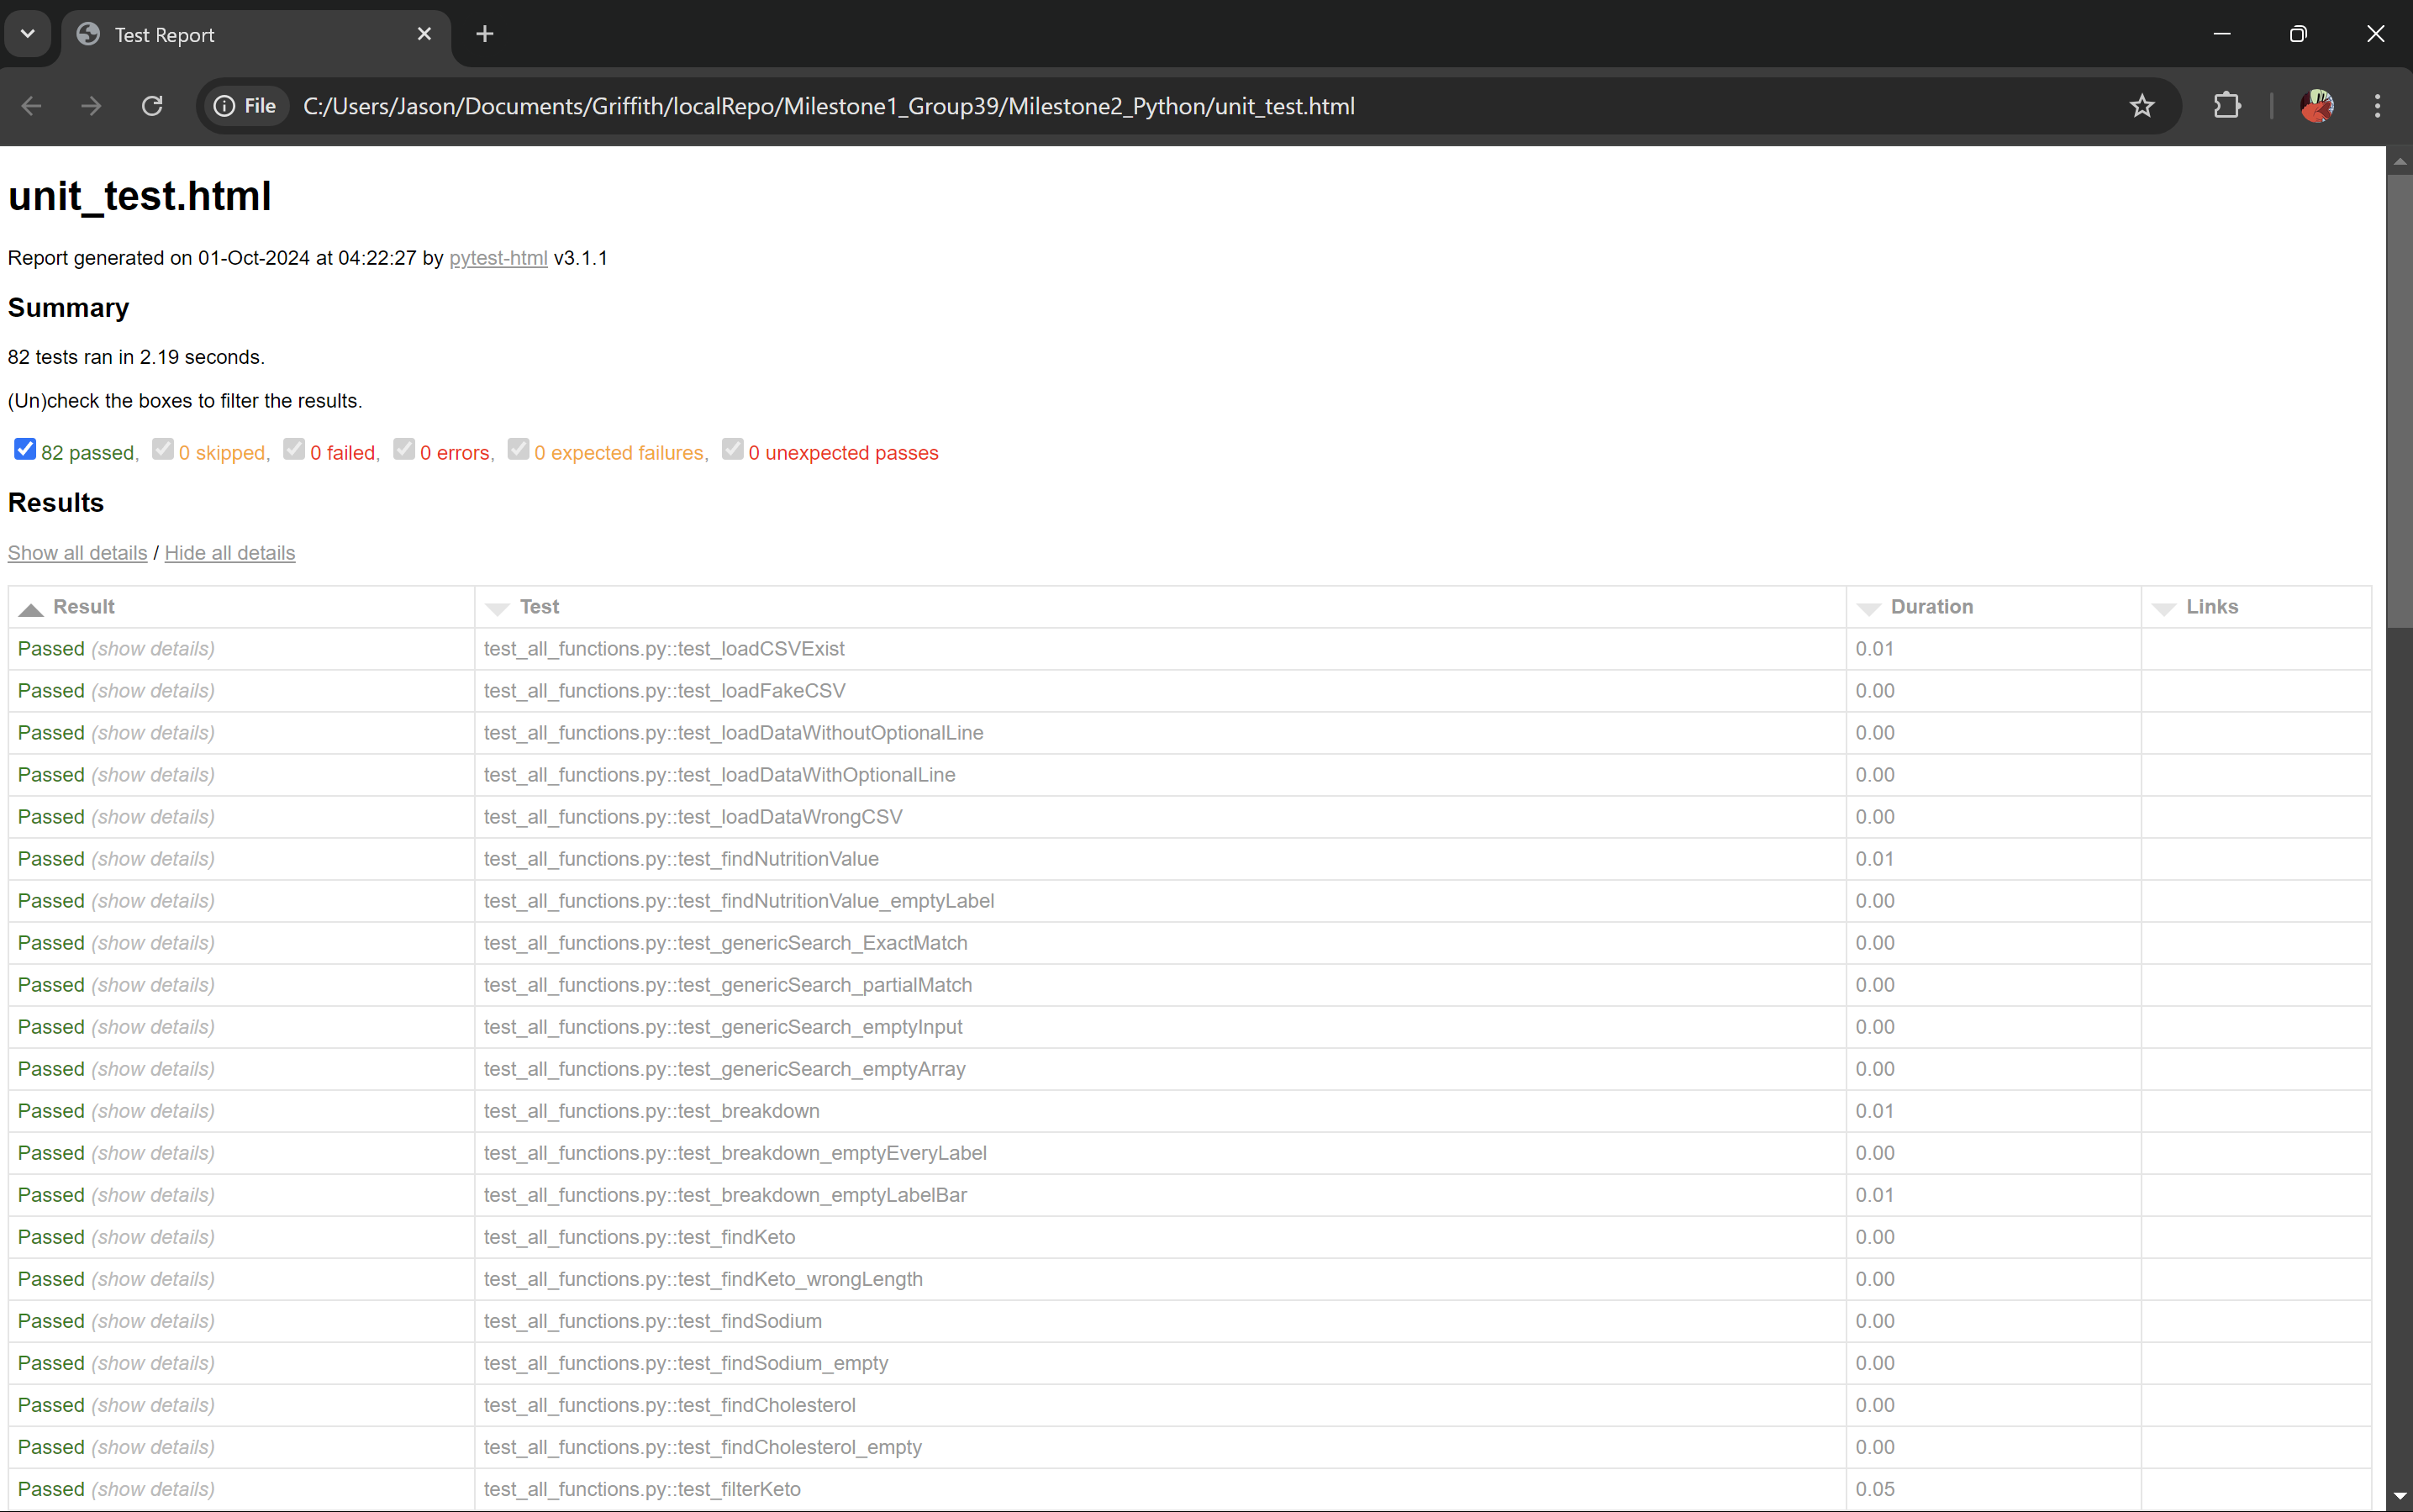 Test Report
File C:/Users/Jason/Documents/Griffith/localRepo/Milestone1_Group39/Milestone2_Python/unit_test.html
unit_test.html
Report generated on 01-Oct-2024 at 04:22:27 by pytest-html v3.1.1
Summary
82 tests ran in 2.19 seconds.
(Un)check the boxes to filter the results.
82 passed, 0 skipped, 0 failed, 0 errors, 0 expected failures, 0 unexpected passes
Results
Show all details / Hide all details
Result Test Duration Links
Passed (show details) test_all_functions.py::test_loadCSVExist 0.01
Passed (show details) test_all_functions.py::test_loadFakeCSV 0.00
Passed (show details) test_all_functions.py::test_loadDataWithoutOptionalLine 0.00
Passed (show details) test_all_functions.py::test_loadDataWithOptionalLine 0.00
Passed (show details) test_all_functions.py::test_loadDataWrongCSV 0.00
Passed (show details) test_all_functions.py::test_findNutritionValue 0.01
Passed (show details) test_all_functions.py::test_findNutritionValue_emptyLabel 0.00
Passed (show details) test_all_functions.py::test_genericSearch_ExactMatch 0.00
Passed (show details) test_all_functions.py::test_genericSearch_partialMatch 0.00
Passed (show details) test_all_functions.py::test_genericSearch_emptyInput 0.00
Passed (show details) test_all_functions.py::test_genericSearch_emptyArray 0.00
Passed (show details) test_all_functions.py::test_breakdown 0.01
Passed (show details) test_all_functions.py::test_breakdown_emptyEveryLabel 0.00
Passed (show details) test_all_functions.py::test_breakdown_emptyLabelBar 0.01
Passed (show details) test_all_functions.py::test_findKeto 0.00
Passed (show details) test_all_functions.py::test_findKeto_wrongLength 0.00
Passed (show details) test_all_functions.py::test_findSodium 0.00
Passed (show details) test_all_functions.py::test_findSodium_empty 0.00
Passed (show details) test_all_functions.py::test_findCholesterol 0.00
Passed (show details) test_all_functions.py::test_findCholesterol_empty 0.00
Passed (show details) test_all_functions.py::test_filterKeto 0.05